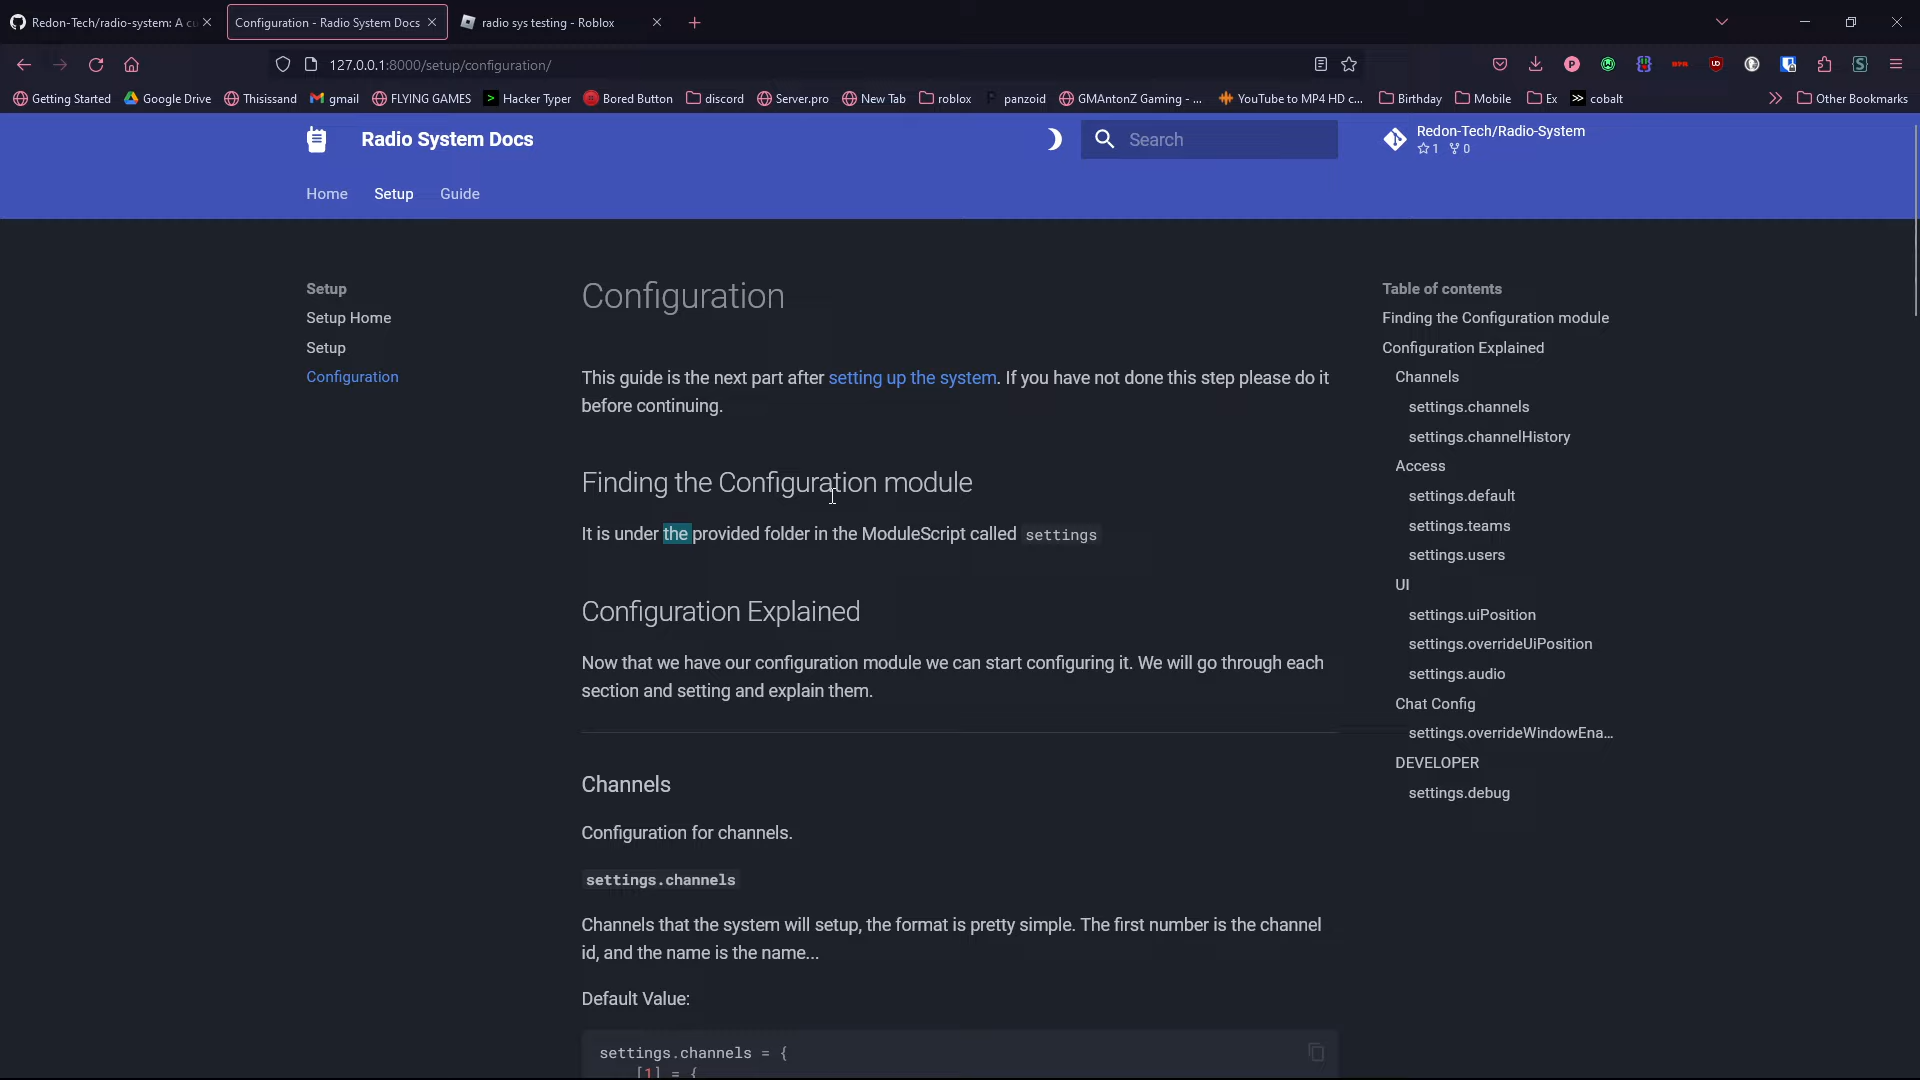 Redon-Tech/radio-system: A cu
Configuration - Radio System Docs
radio sys testing - Roblox
127.0.0.1:8000/setup/configuration/
Getting Started
Google Drive
Thisissand
gmail
FLYING GAMES
Hacker Typer
Bored Button
discord
Server.pro
New Tab
roblox
panzoid
GMAntonZ Gaming - ...
YouTube to MP4 HD c...
Birthday
Mobile
Ex
cobalt
Other Bookmarks
Radio System Docs
Search
Redon-Tech/Radio-System
1 0
Home Setup Guide
Setup
Setup Home
Setup
Configuration
Configuration
This guide is the next part after setting up the system. If you have not done this step please do it
before continuing.
Finding the Configuration module
It is under the provided folder in the ModuleScript called settings
Configuration Explained
Now that we have our configuration module we can start configuring it. We will go through each
section and setting and explain them.
Channels
Configuration for channels.
settings.channels
Channels that the system will setup, the format is pretty simple. The first number is the channel
id, and the name is the name...
Default Value:
settings.channels = {
[1] = {
Table of contents
Finding the Configuration module
Configuration Explained
Channels
settings.channels
settings.channelHistory
Access
settings.default
settings.teams
settings.users
UI
settings.uiPosition
settings.overrideUiPosition
settings.audio
Chat Config
settings.overrideWindowEna...
DEVELOPER
settings.debug